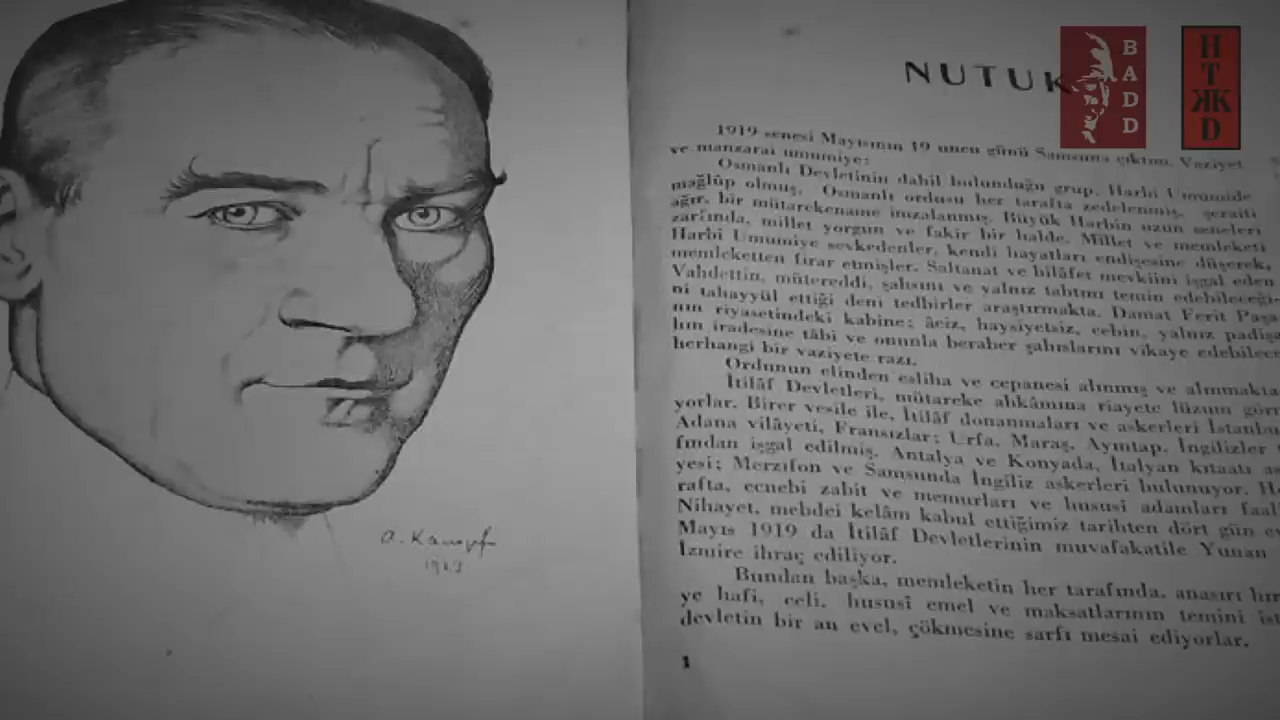 a. Kampf
NUTUK
1919 senesi Mayısının 19 uncu günü Samsuna çıktım. Vaziyet
ve manzarai umumiye:
Osmanlı Devletinin dahil bulunduğu grup, Harbi Umumide
mağlûp olmuş, Osmanlı ordusu her tarafta zedelenmiş, şeraiti
ağır, bir mütarekename imzalanmış. Büyük Harbin uzun seneleri
zarfında, millet yorgun ve fakir bir halde. Millet ve memleketi
Harbi Umumiye sevkedenler, kendi hayatları endişesine düşerek,
memleketten firar etmişler. Saltanat ve hilâfet mevkiini işgal eden
Vahdettin, mütereddi, şahsını ve yalnız tahtını temin edebileceği
ni tahayyül ettiği deni tedbirler araştırmakta. Damat Ferit Paşa
nın riyasetindeki kabine; âciz, haysiyetsiz, cebin, yalnız padişa
hın iradesine tâbi ve onunla beraber şahıslarını vikaye edebilec
herhangi bir vaziyete razı.
Ordunun elinden esliha ve cepanesi alınmış ve alınmakta
İtilâf Devletleri, mütareke ahkâmına riayete lüzum gör
yorlar. Birer vesile ile, İtilâf donanmaları ve askerleri İstanbu
Adana vilâyeti, Fransızlar; Urfa, Maraş, Ayıntap, İngilizler
fından işgal edilmiş. Antalya ve Konyada, İtalyan kıtaatı as
yesi; Merzifon ve Samsunda İngiliz askerleri bulunuyor. He
rafta, ecnebi zabit ve memurları ve hususî adamları faal
Nihayet, mebdei kelâm kabul ettiğimiz tarihten dört gün ev
Mayıs 1919 da İtilâf Devletlerinin muvafakatile Yunan
İzmire ihraç ediliyor.
Bundan başka, memleketin her tarafında, anasırı hır
ye hafi, celi, hususî emel ve maksatlarının temini ist
devletin bir an evel, çökmesine sarfı mesai ediyorlar.
1
B
A
D
D
H
T
KK
D